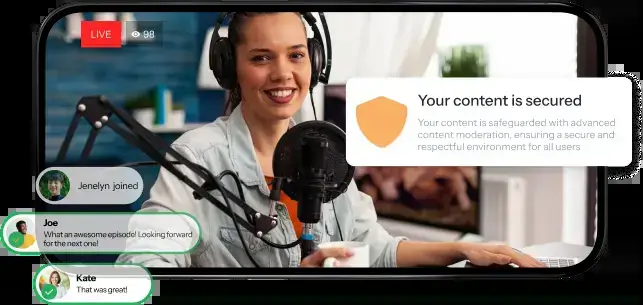 LIVE
98
Your content is secured
Your content is safeguarded with advanced
content moderation, ensuring a secure and
respectful environment for all users
Jenelyn joined
Joe
What an awesome episode! Looking forward
for the next one!
Kate
That was great!